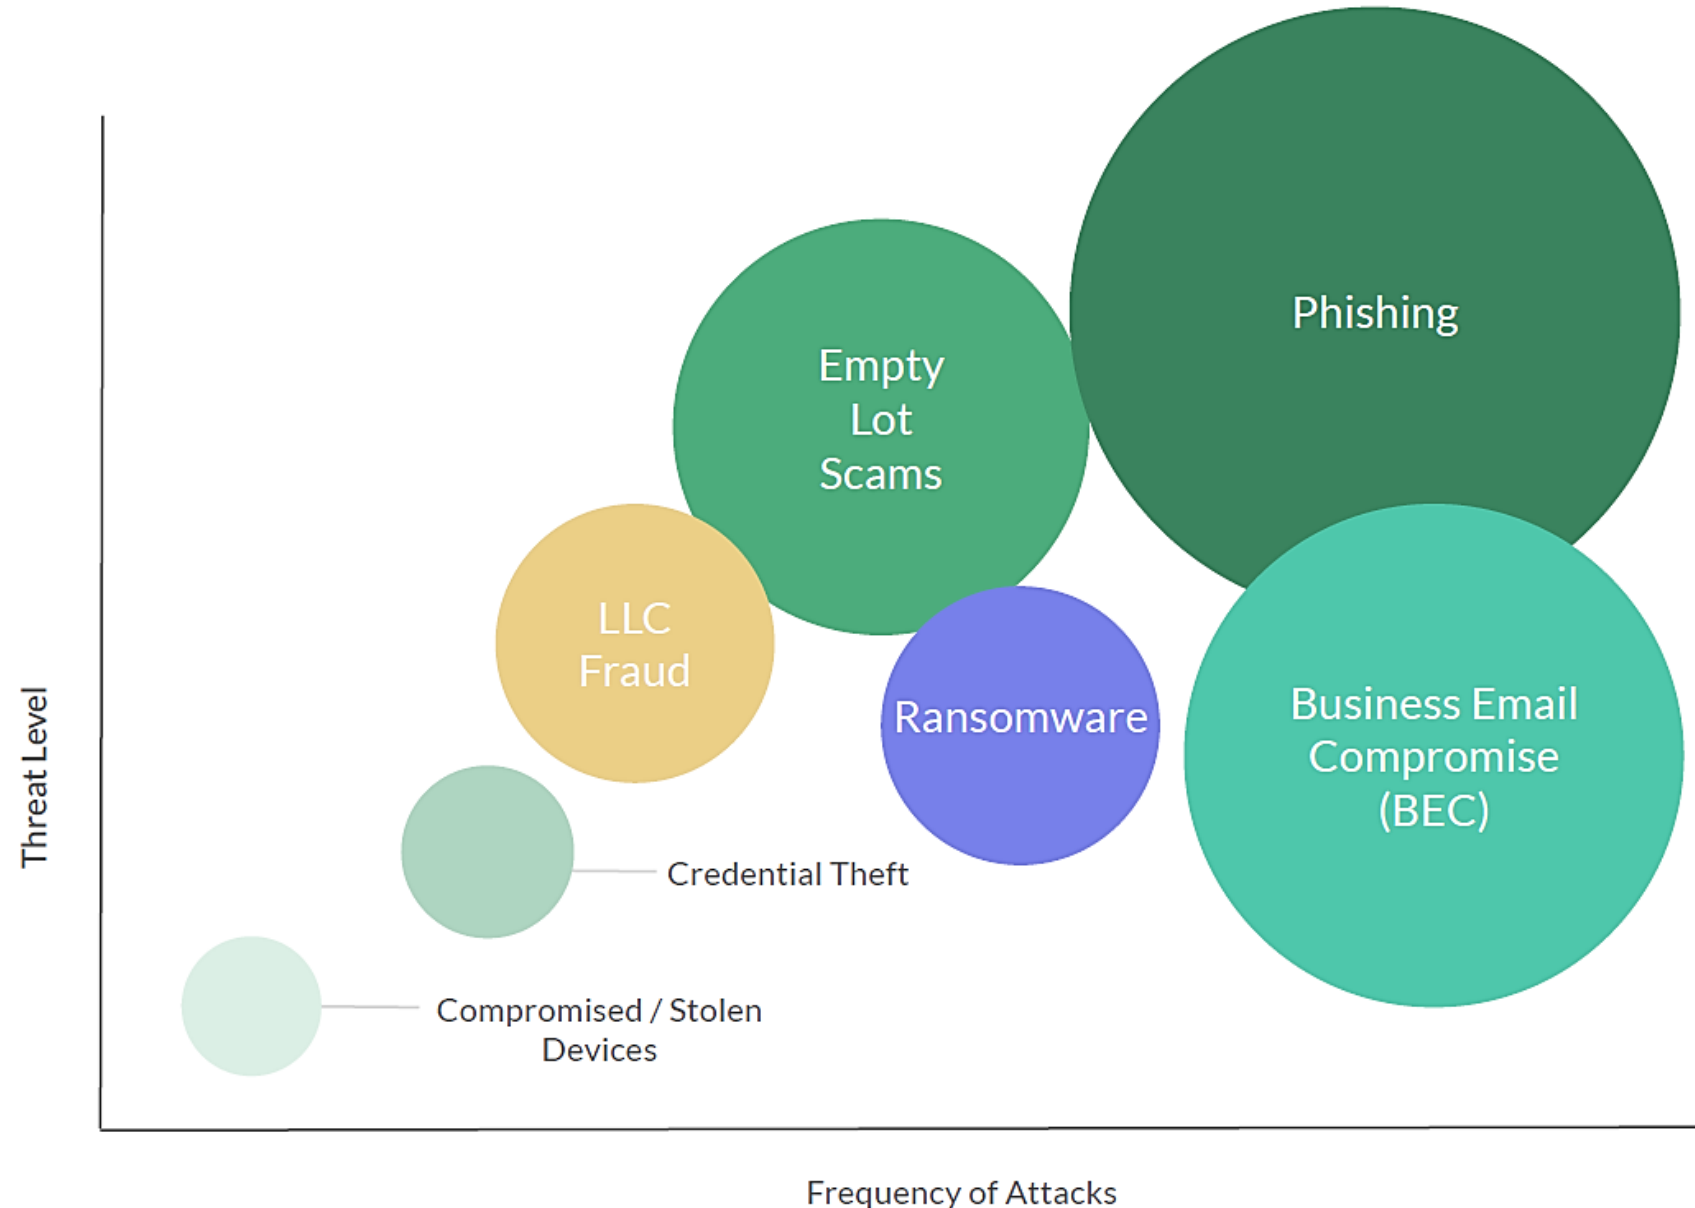 Phishing
Empty
Lot
Scams
LLC
Fraud
Ransomware
Business Email
Compromise
(BEC)
Credential Theft
Compromised / Stolen
Devices
Threat Level
Frequency of Attacks